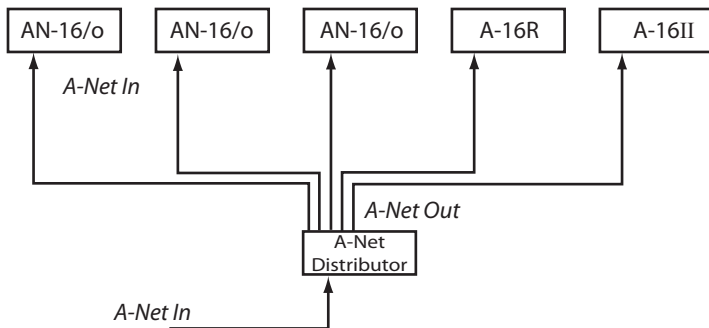 AN-16/o
AN-16/o
AN-16/o
A-16R
A-16II
A-Net In
A-Net Out
A-Net
Distributor
A-Net In